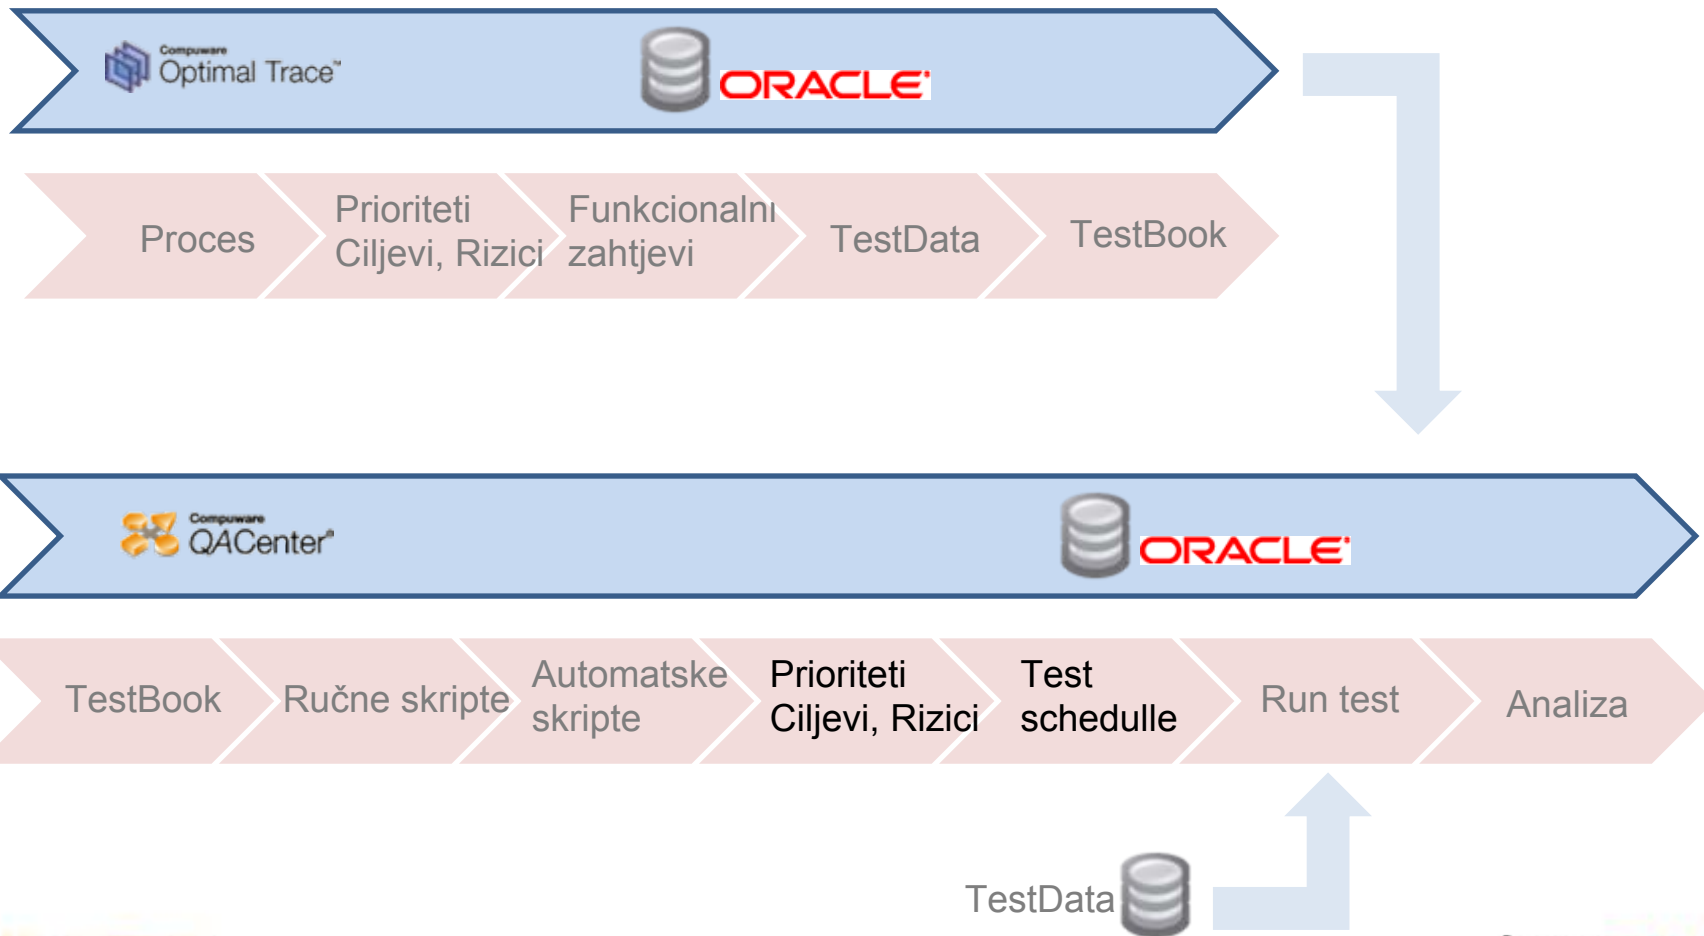 Compuware
Optimal Trace™
ORACLE®
Proces
Prioriteti
Ciljevi, Rizici
Funkcionalni
zahtjevi
TestData
TestBook
Compuware
QACenter®
ORACLE®
TestBook
Ručne skripte
Automatske
skripte
Prioriteti
Ciljevi, Rizici
Test
schedulle
Run test
Analiza
TestData